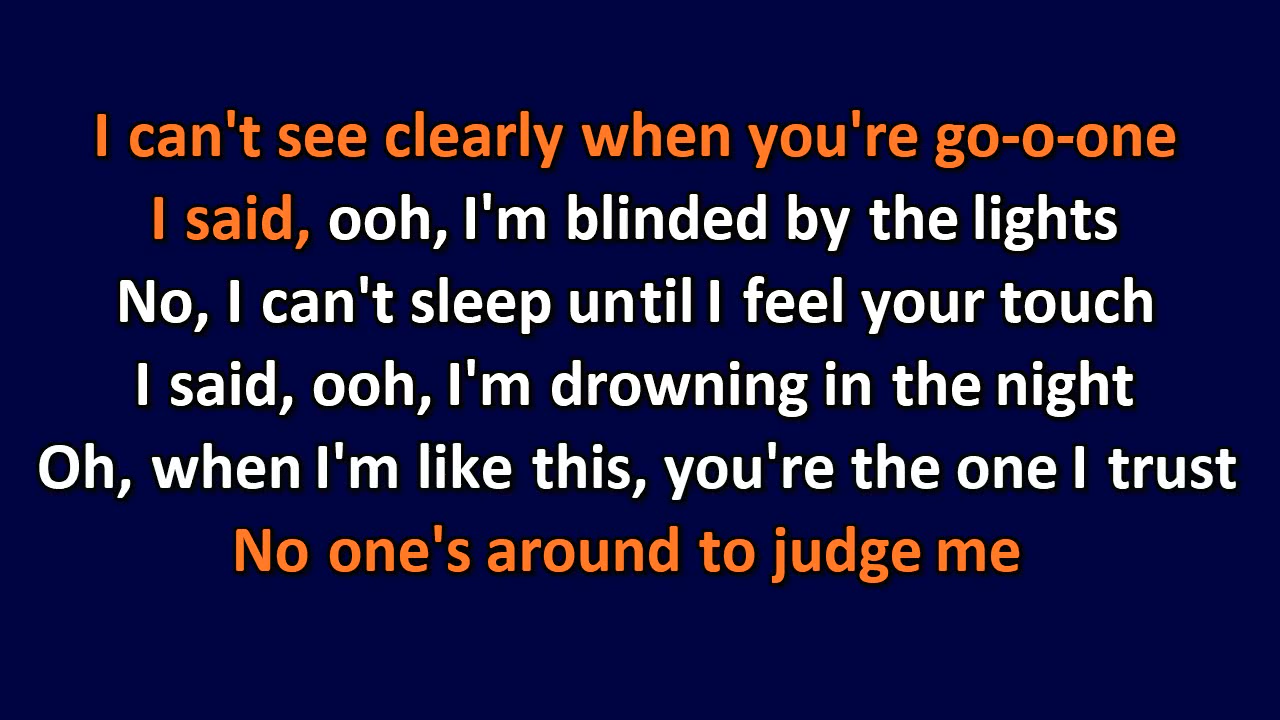 I can't see clearly when you're go-o-one
I said, ooh, I'm blinded by the lights
No, I can't sleep until I feel your touch
I said, ooh, I'm drowning in the night
Oh, when I'm like this, you're the one I trust
No one's around to judge me